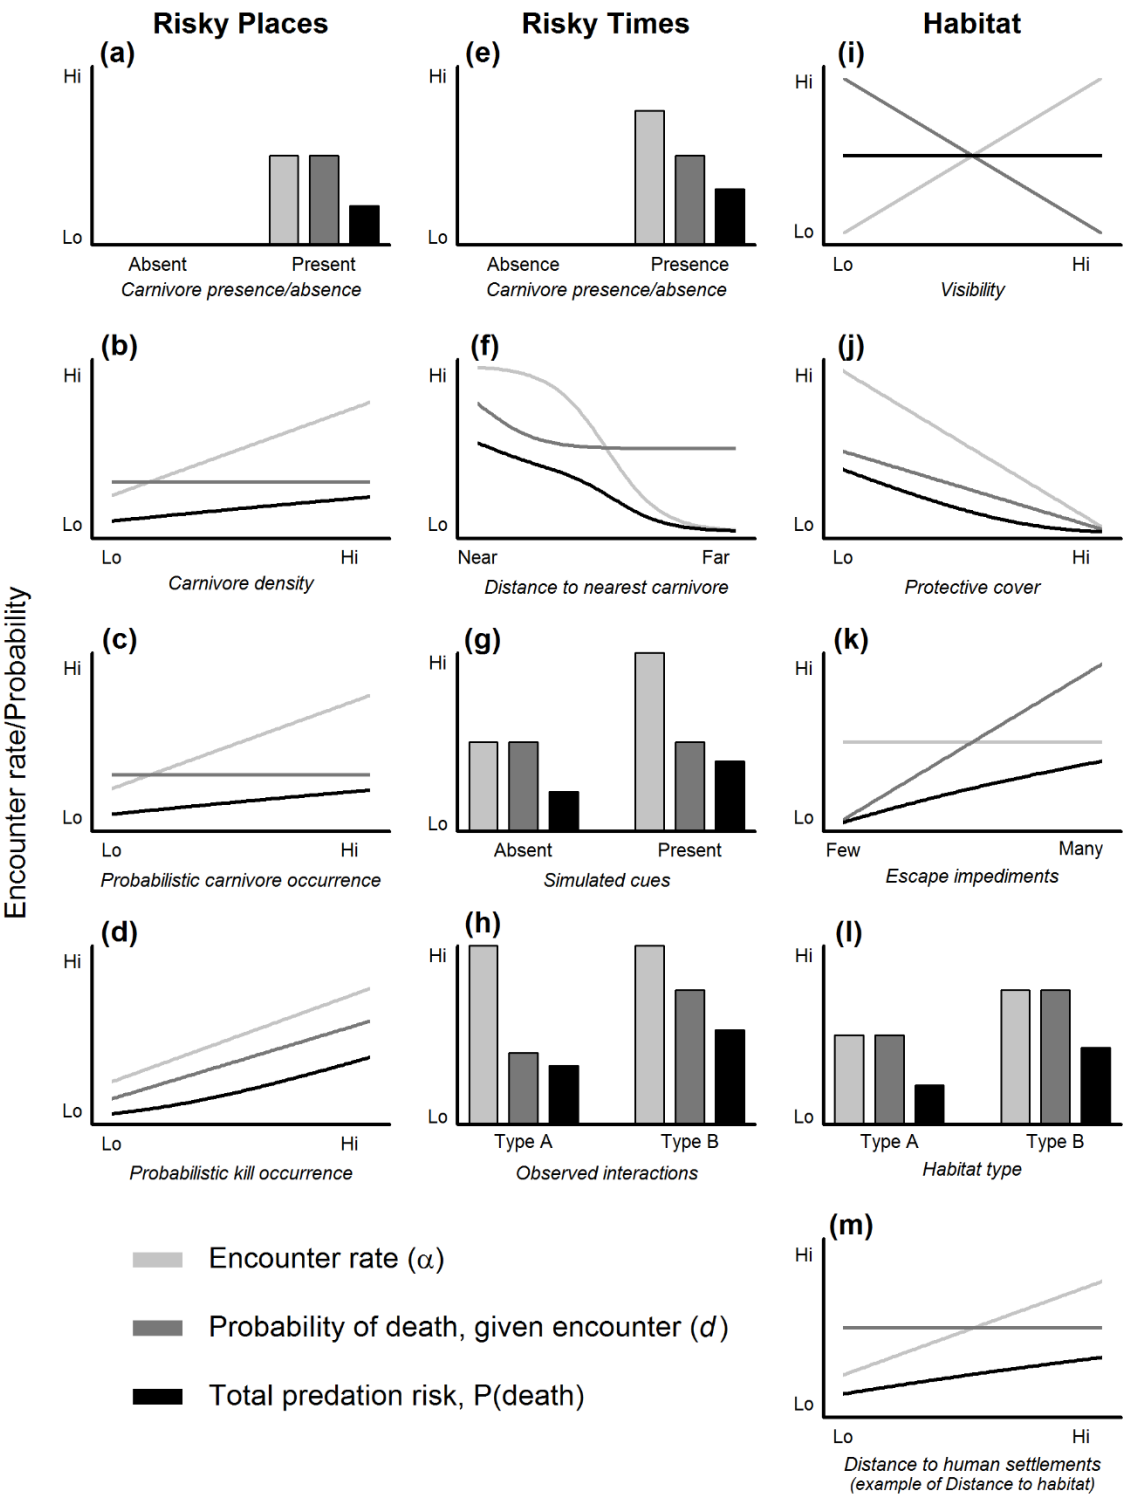 Risky Places
Risky Times
Habitat
Encounter rate/Probability
(a)
Hi
Lo
Absent
Present
Carnivore presence/absence
(e)
Hi
Lo
Absence
Presence
Carnivore presence/absence
(i)
Hi
Lo
Lo
Hi
Visibility
(b)
Hi
Lo
Lo
Hi
Carnivore density
(f)
Hi
Lo
Near
Far
Distance to nearest carnivore
(j)
Hi
Lo
Lo
Hi
Protective cover
(c)
Hi
Lo
Lo
Hi
Probabilistic carnivore occurrence
(g)
Hi
Lo
Absent
Present
Simulated cues
(k)
Hi
Lo
Few
Many
Escape impediments
(d)
Hi
Lo
Lo
Hi
Probabilistic kill occurrence
(h)
Hi
Lo
Type A
Type B
Observed interactions
(l)
Hi
Lo
Type A
Type B
Habitat type
(m)
Hi
Lo
Lo
Hi
Distance to human settlements
(example of Distance to habitat)
Encounter rate (α)
Probability of death, given encounter (d)
Total predation risk, P(death)